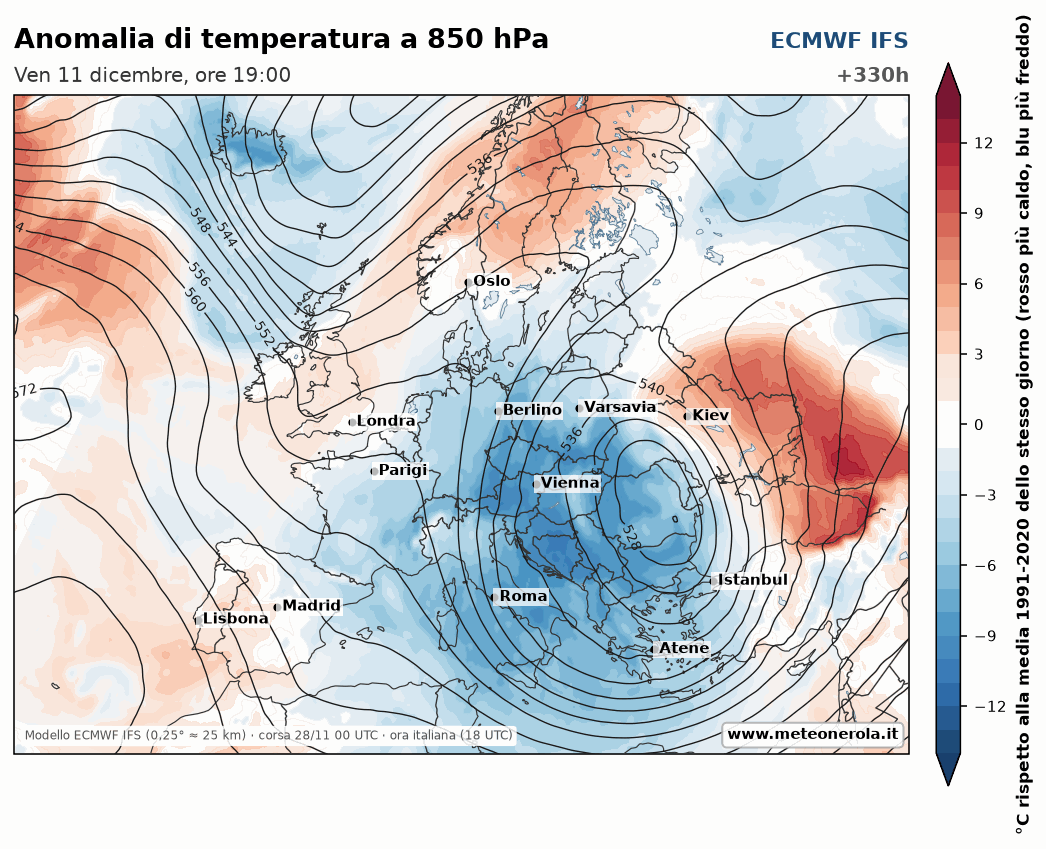 Anomalia di temperatura a 850 hPa
ECMWF IFS
Ven 11 dicembre, ore 19:00
+330h
536
548
544
556
560
552
572
540
536
528
Oslo
Berlino
Varsavia
Kiev
Londra
Parigi
Vienna
Istanbul
Roma
Madrid
Lisbona
Atene
Modello ECMWF IFS (0,25° ≈ 25 km) · corsa 28/11 00 UTC · ora italiana (18 UTC)
www.meteonerola.it
12
9
6
3
0
−3
−6
−9
−12
°C rispetto alla media 1991-2020 dello stesso giorno (rosso più caldo, blu più freddo)